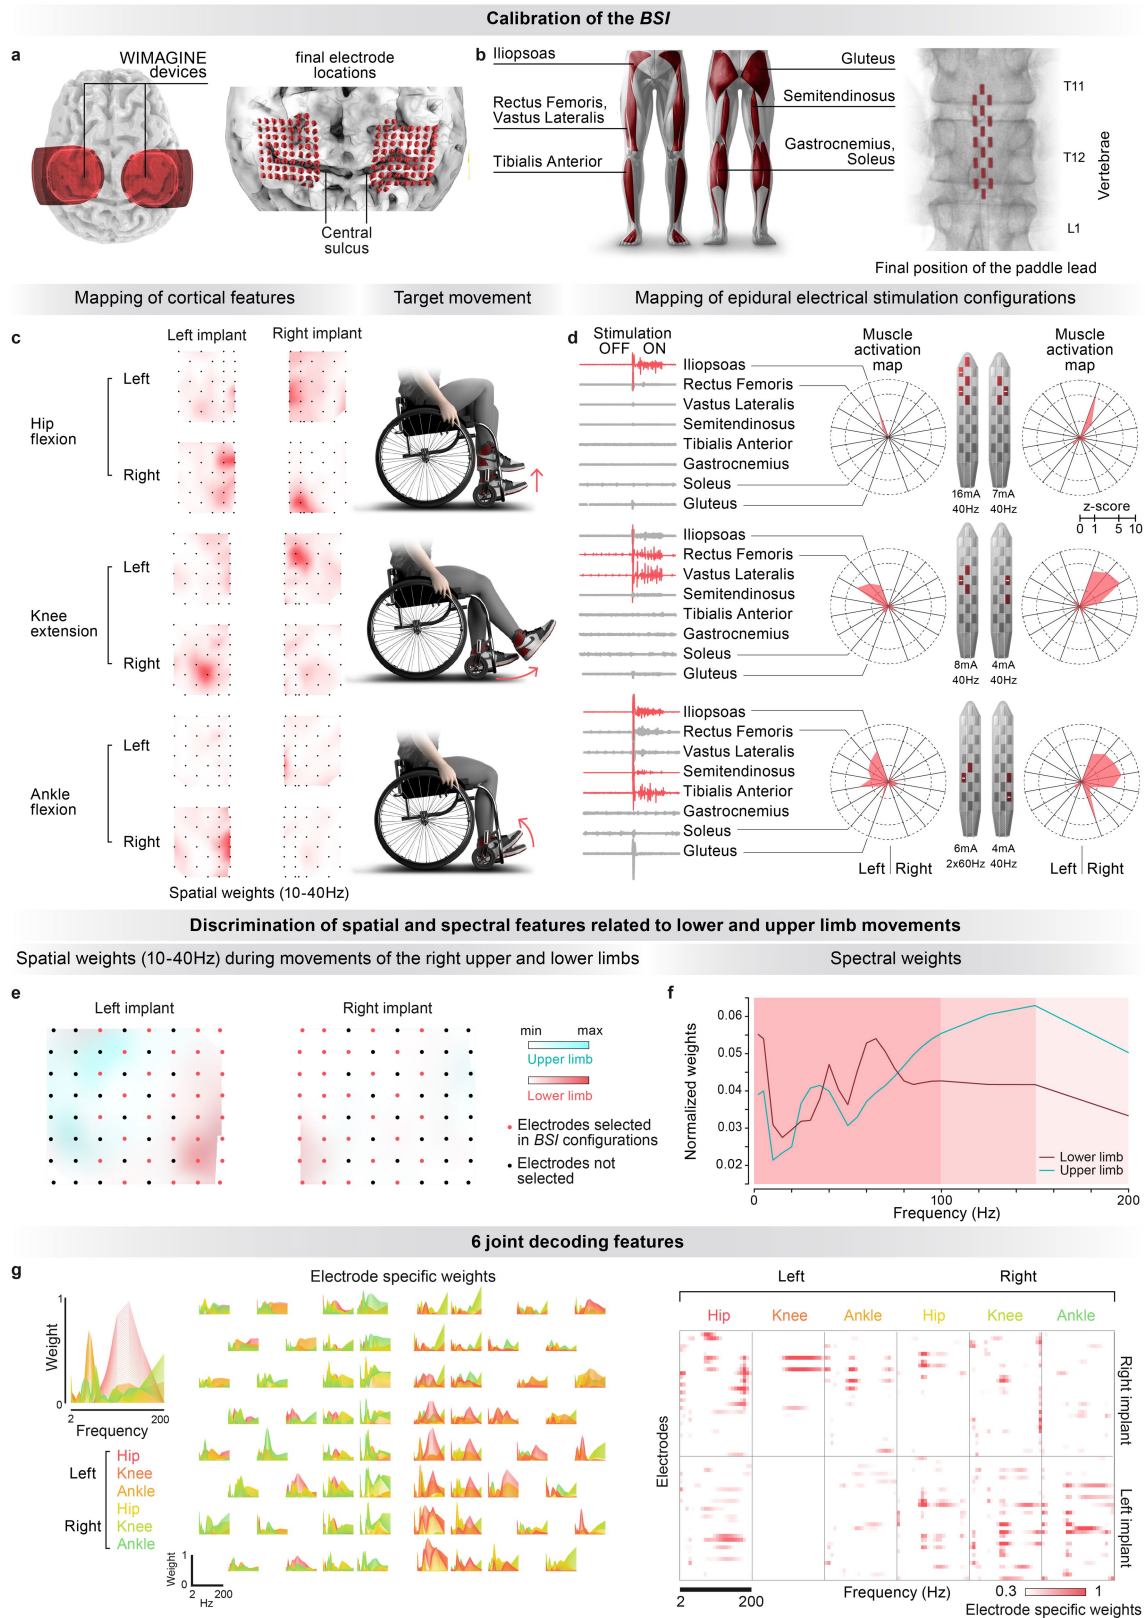 Calibration of the BSI
a
WIMAGINE
devices
final electrode
locations
Central
sulcus
b
Iliopsoas
Rectus Femoris,
Vastus Lateralis
Tibialis Anterior
Gluteus
Semitendinosus
Gastrocnemius,
Soleus
T11
T12
L1
Vertebrae
Final position of the paddle lead
Mapping of cortical features
Target movement
Mapping of epidural electrical stimulation configurations
c
Left implant
Right implant
Hip
flexion
Left
Right
Knee
extension
Left
Right
Ankle
flexion
Left
Right
Spatial weights (10-40Hz)
d
Stimulation
OFF ON
Muscle
activation
map
Muscle
activation
map
Iliopsoas
Rectus Femoris
Vastus Lateralis
Semitendinosus
Tibialis Anterior
Gastrocnemius
Soleus
Gluteus
16mA
40Hz
7mA
40Hz
z-score
0 1 5 10
Iliopsoas
Rectus Femoris
Vastus Lateralis
Semitendinosus
Tibialis Anterior
Gastrocnemius
Soleus
Gluteus
8mA
40Hz
4mA
40Hz
Iliopsoas
Rectus Femoris
Vastus Lateralis
Semitendinosus
Tibialis Anterior
Gastrocnemius
Soleus
Gluteus
Left Right
6mA
2x60Hz
4mA
40Hz
Left Right
Discrimination of spatial and spectral features related to lower and upper limb movements
Spatial weights (10-40Hz) during movements of the right upper and lower limbs
Spectral weights
e
Left implant
Right implant
min max
Upper limb
Lower limb
Electrodes selected
in BSI configurations
Electrodes not
selected
f
Normalized weights
0.06
0.05
0.04
0.03
0.02
Lower limb
Upper limb
0 100 200
Frequency (Hz)
6 joint decoding features
g
1
Weight
0
2 200
Frequency
Left
Hip
Knee
Ankle
Right
Hip
Knee
Ankle
Electrode specific weights
Weight
1
0
2 200
Hz
Left Right
Hip Knee Ankle Hip Knee Ankle
Electrodes
Right implant
Left implant
2 200
Frequency (Hz)
0.3 1
Electrode specific weights